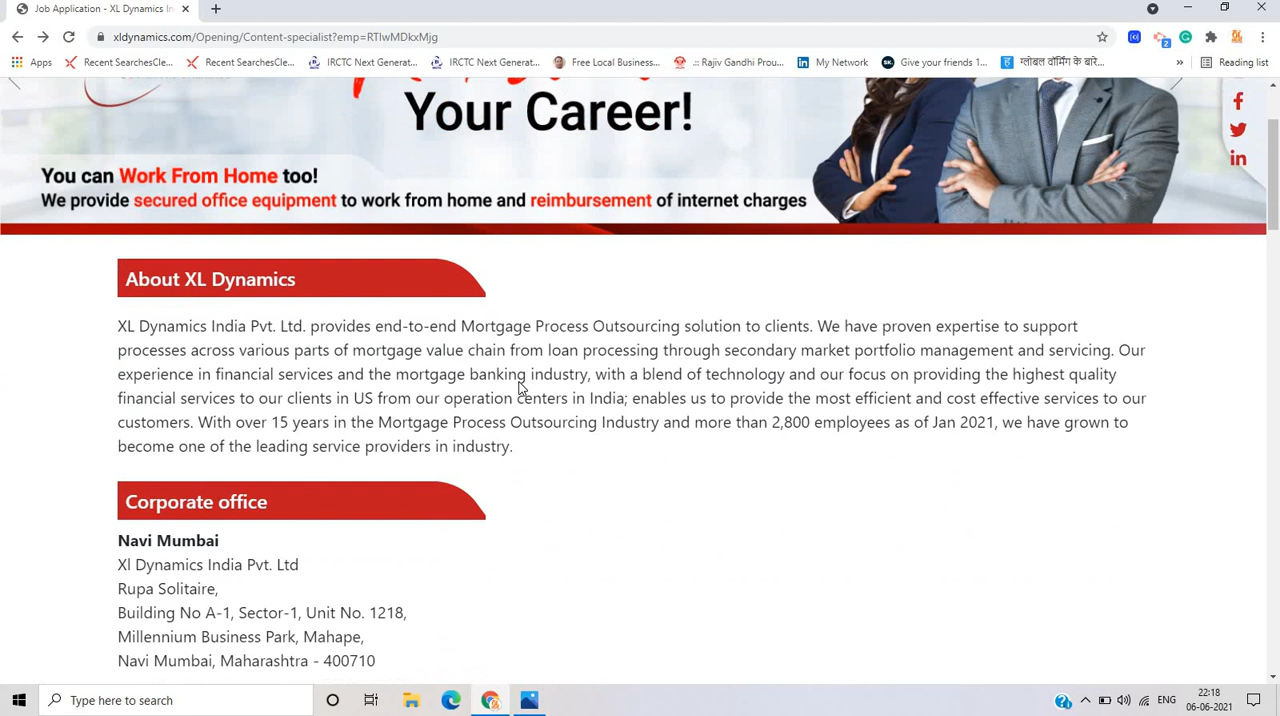 Job Application - XL Dynamics In
xldynamics.com/Opening/Content-specialist?emp=RTIwMDkxMjg
Apps
Recent SearchesCle...
Recent SearchesCle...
IRCTC Next Generat...
IRCTC Next Generat...
Free Local Business...
.:: Rajiv Gandhi Prou...
My Network
Give your friends 1...
ग्लोबल वॉर्मिंग के बारे...
»
Reading list
Your Career!
You can Work From Home too!
We provide secured office equipment to work from home and reimbursement of internet charges
About XL Dynamics
XL Dynamics India Pvt. Ltd. provides end-to-end Mortgage Process Outsourcing solution to clients. We have proven expertise to support
processes across various parts of mortgage value chain from loan processing through secondary market portfolio management and servicing. Our
experience in financial services and the mortgage banking industry, with a blend of technology and our focus on providing the highest quality
financial services to our clients in US from our operation centers in India; enables us to provide the most efficient and cost effective services to our
customers. With over 15 years in the Mortgage Process Outsourcing Industry and more than 2,800 employees as of Jan 2021, we have grown to
become one of the leading service providers in industry.
Corporate office
Navi Mumbai
Xl Dynamics India Pvt. Ltd
Rupa Solitaire,
Building No A-1, Sector-1, Unit No. 1218,
Millennium Business Park, Mahape,
Navi Mumbai, Maharashtra - 400710
Type here to search
ENG
22:18
06-06-2021